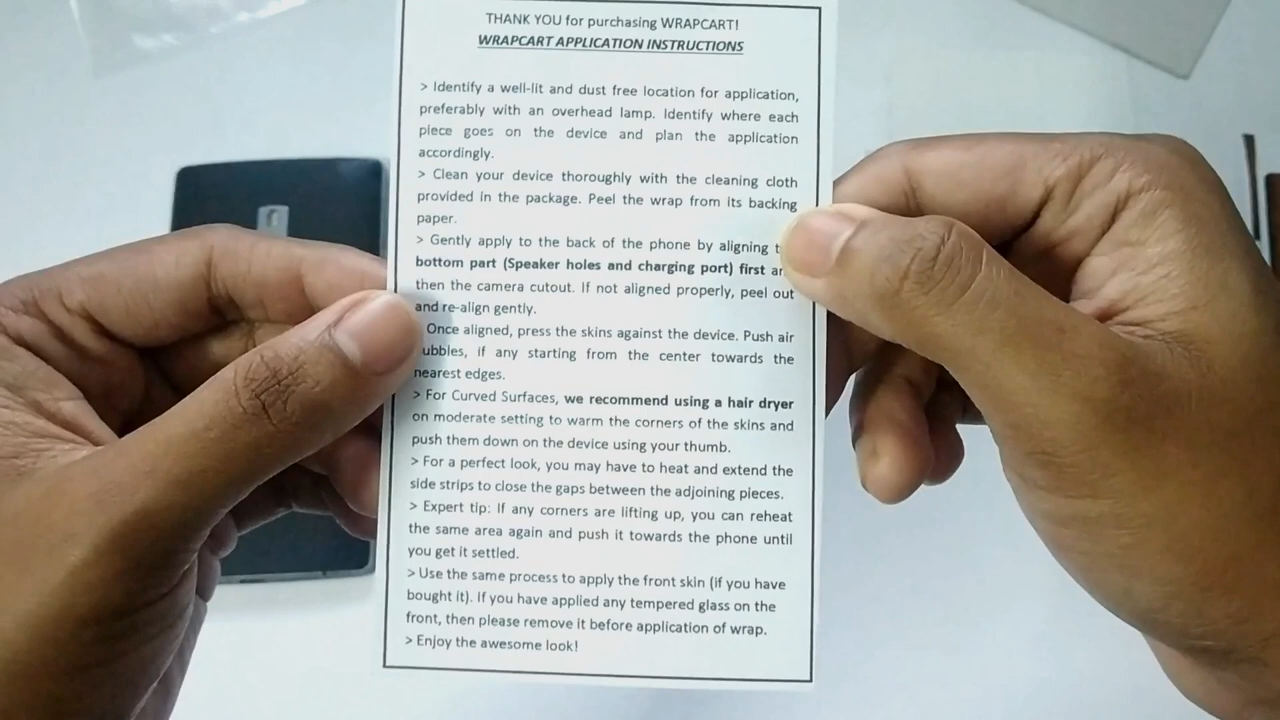 THANK YOU for purchasing WRAPCART!
WRAPCART APPLICATION INSTRUCTIONS
> Identify a well-lit and dust free location for application,
preferably with an overhead lamp. Identify where each
piece goes on the device and plan the application
accordingly.
> Clean your device thoroughly with the cleaning cloth
provided in the package. Peel the wrap from its backing
paper.
> Gently apply to the back of the phone by aligning
bottom part (Speaker holes and charging port) first
then the camera cutout. If not aligned properly, peel out
and re-align gently.
Once aligned, press the skins against the device. Push air
ubbles, if any starting from the center towards the
nearest edges.
> For Curved Surfaces, we recommend using a hair dryer
on moderate setting to warm the corners of the skins and
push them down on the device using your thumb.
> For a perfect look, you may have to heat and extend the
side strips to close the gaps between the adjoining pieces.
> Expert tip: If any corners are lifting up, you can reheat
the same area again and push it towards the phone until
you get it settled.
> Use the same process to apply the front skin (if you have
bought it). If you have applied any tempered glass on the
front, then please remove it before application of wrap.
> Enjoy the awesome look!